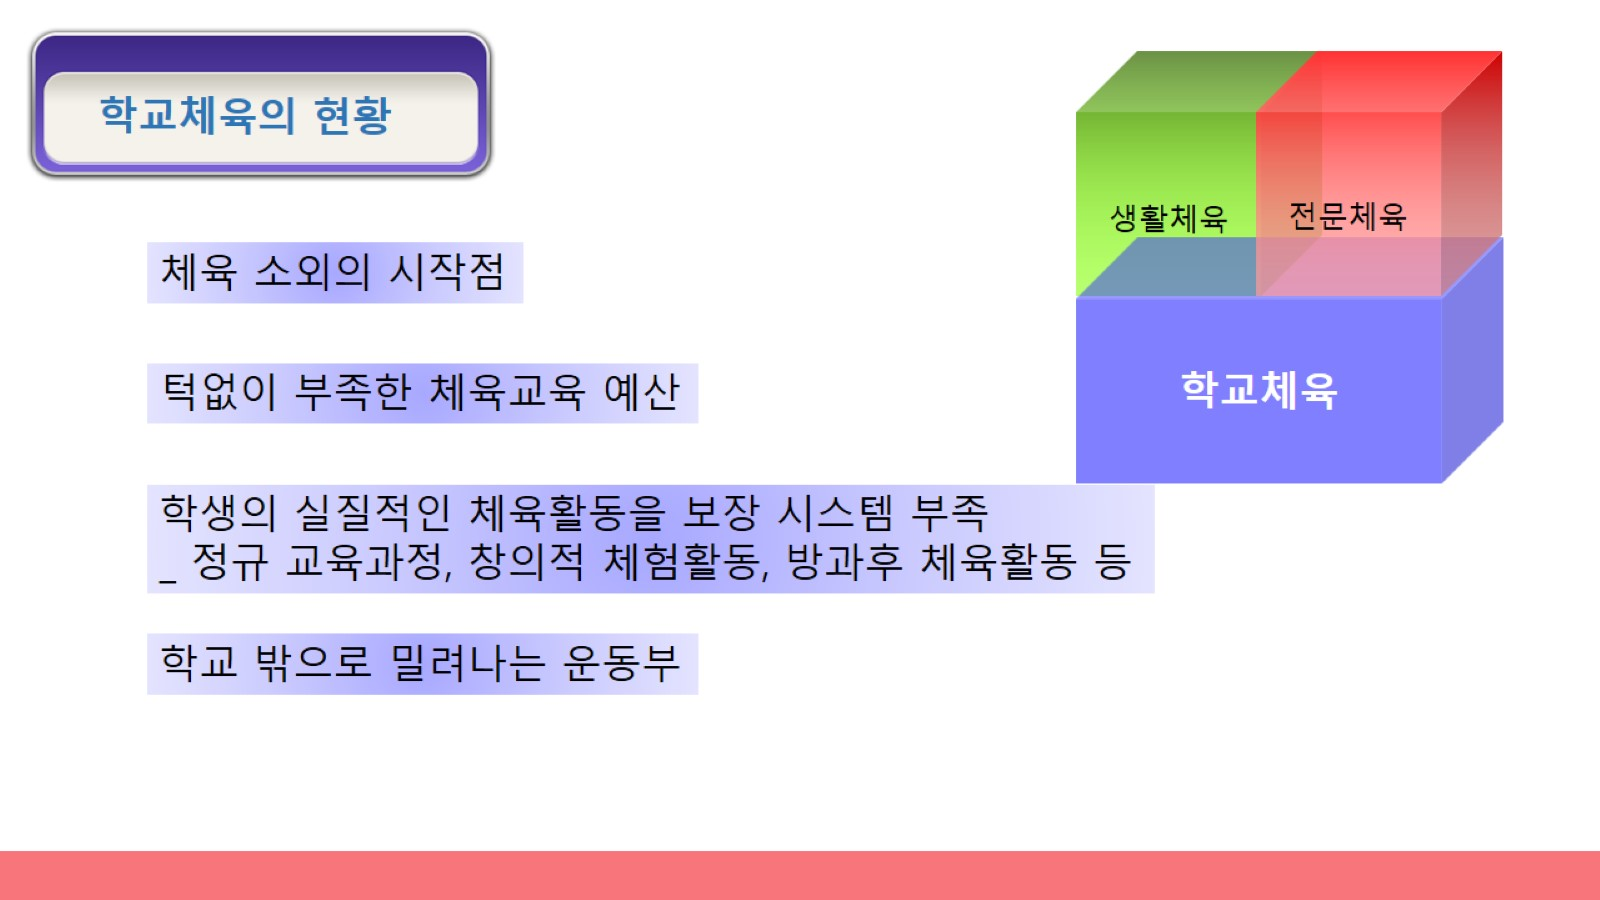 학교체육의 현황
생활체육
전문체육
학교체육
체육 소외의 시작점
턱없이 부족한 체육교육 예산
학생의 실질적인 체육활동을 보장 시스템 부족
_ 정규 교육과정, 창의적 체험활동, 방과후 체육활동 등
학교 밖으로 밀려나는 운동부